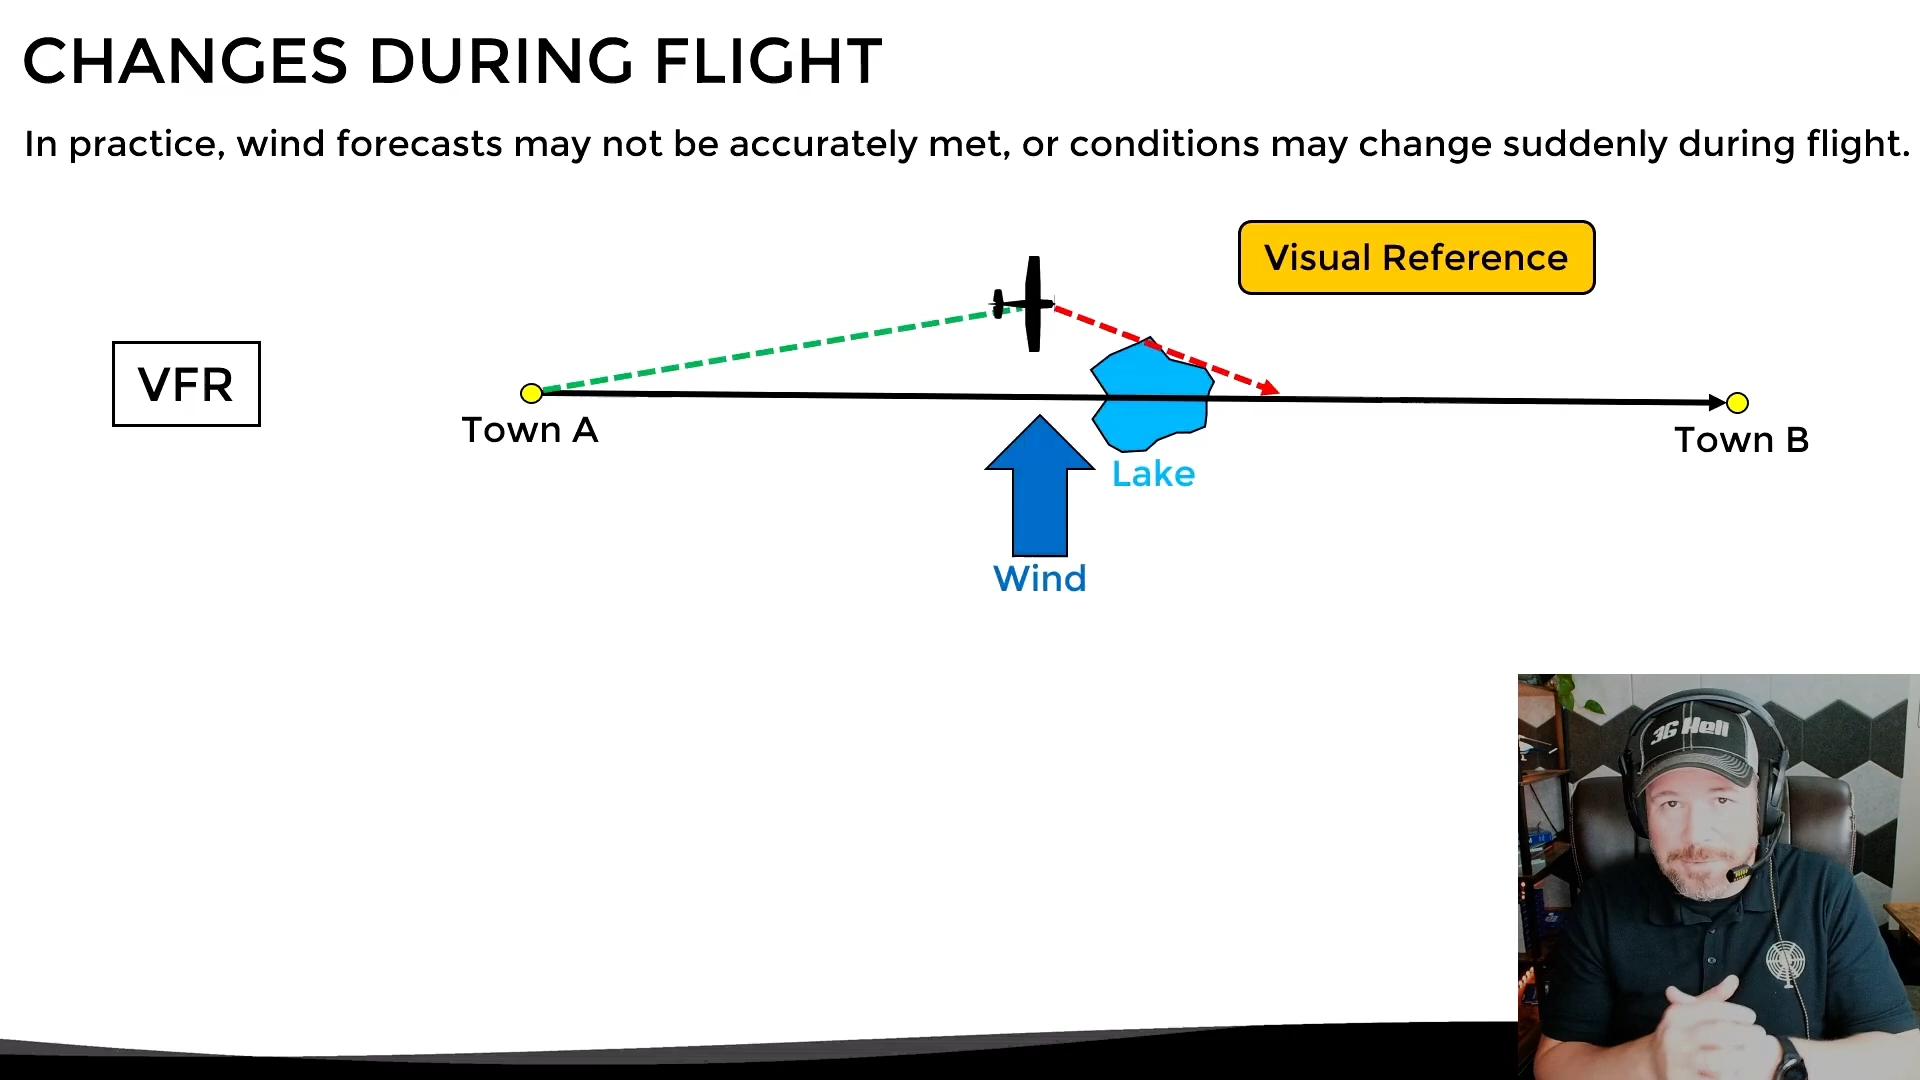 CHANGES DURING FLIGHT
In practice, wind forecasts may not be accurately met, or conditions may change suddenly during flight.
Visual Reference
VFR
Town A
Town B
Lake
Wind
3G Hell